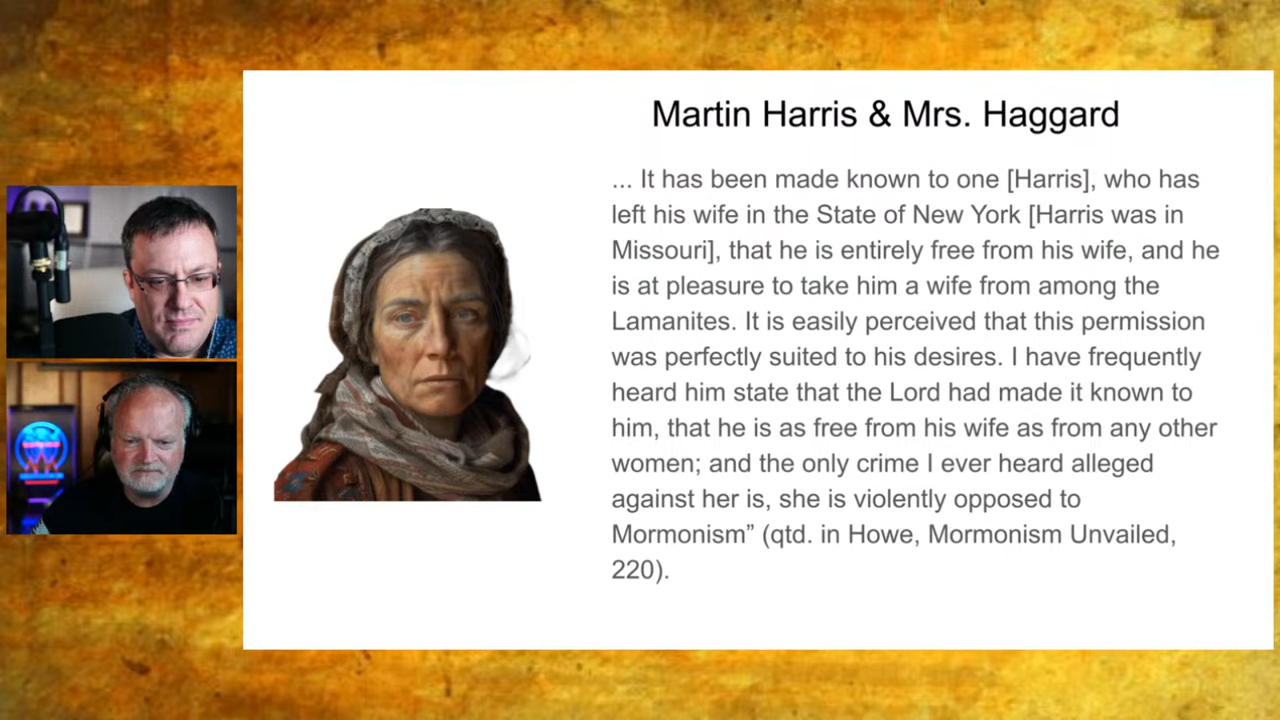 Martin Harris & Mrs. Haggard
... It has been made known to one [Harris], who has
left his wife in the State of New York [Harris was in
Missouri], that he is entirely free from his wife, and he
is at pleasure to take him a wife from among the
Lamanites. It is easily perceived that this permission
was perfectly suited to his desires. I have frequently
heard him state that the Lord had made it known to
him, that he is as free from his wife as from any other
women; and the only crime I ever heard alleged
against her is, she is violently opposed to
Mormonism” (qtd. in Howe, Mormonism Unvailed,
220).